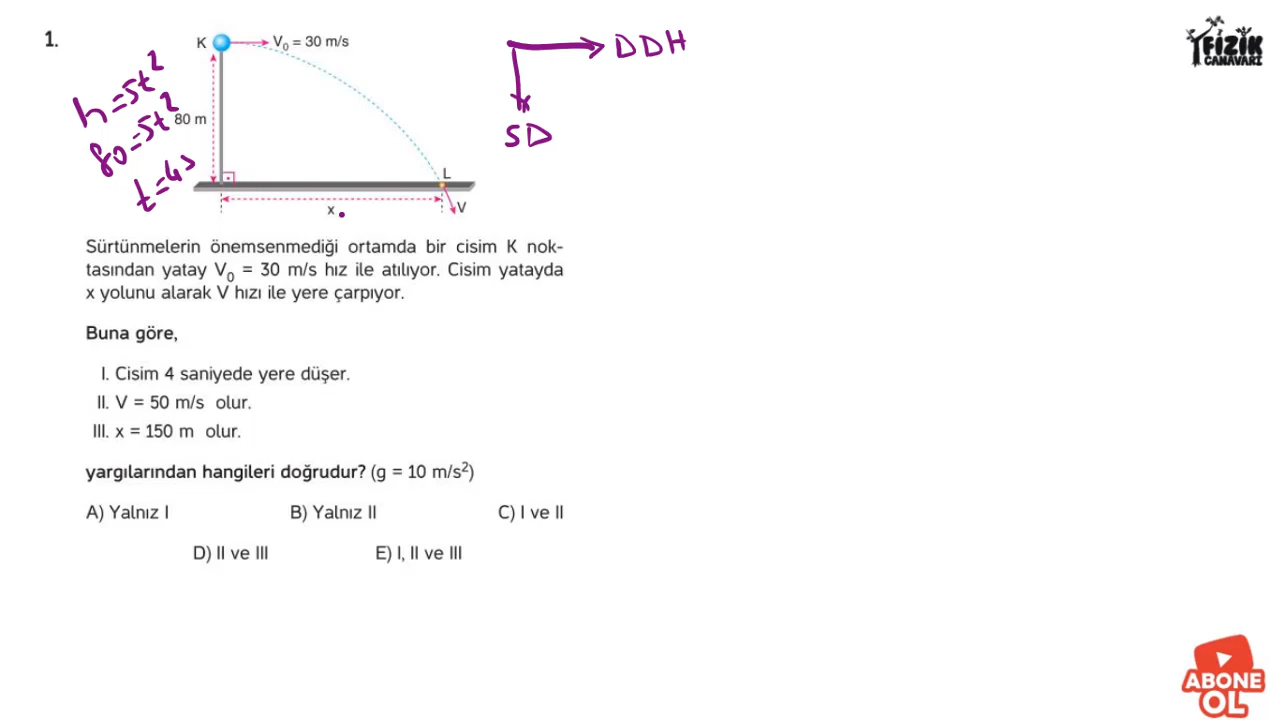 1.
K
V₀ = 30 m/s
DDH
SD
h=5t²
80=5t²
t=4s
80 m
L
x
V
Sürtünmelerin önemsenmediği ortamda bir cisim K nok-
tasından yatay V₀ = 30 m/s hız ile atılıyor. Cisim yatayda
x yolunu alarak V hızı ile yere çarpıyor.
Buna göre,
I. Cisim 4 saniyede yere düşer.
II. V = 50 m/s olur.
III. x = 150 m olur.
yargılarından hangileri doğrudur? (g = 10 m/s²)
A) Yalnız I B) Yalnız II C) I ve II
D) II ve III E) I, II ve III
FİZİK
CANAVARI
ABONE
OL